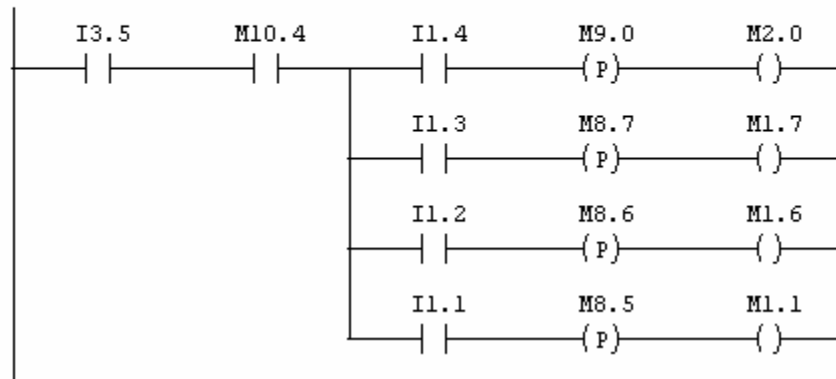 I3.5 M10.4 I1.4 M9.0 M2.0
(P) ( )
I1.3 M8.7 M1.7
(P) ( )
I1.2 M8.6 M1.6
(P) ( )
I1.1 M8.5 M1.1
(P) ( )